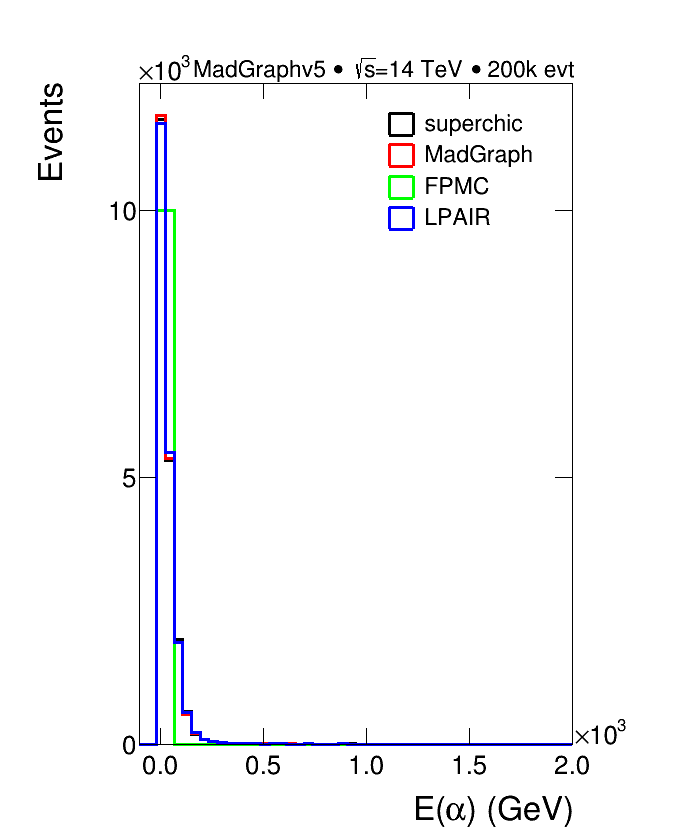 ×10³ MadGraphv5 • √s=14 TeV • 200k evt
Events
superchic
MadGraph
FPMC
LPAIR
10
5
0
×10³
0.0 0.5 1.0 1.5 2.0
E(α) (GeV)